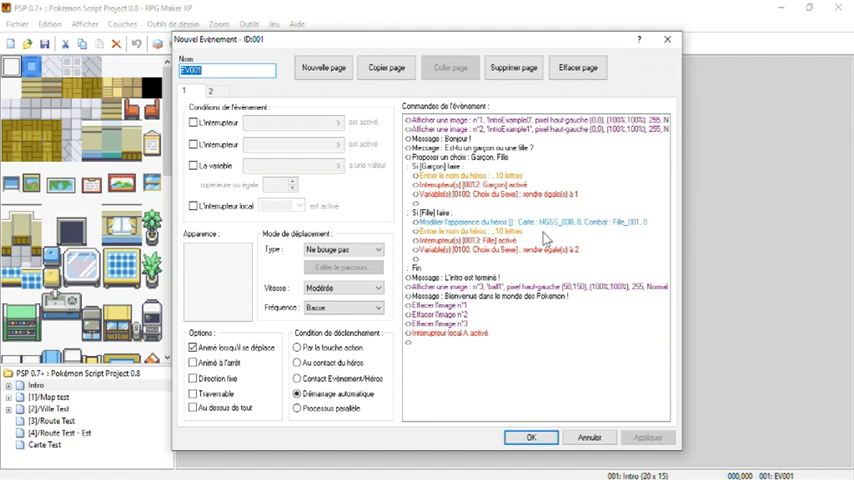 PSP 0.7+ : Pokémon Script Project 0.8 - RPG Maker XP
Fichier Edition Afficher Couches Outils de dessin Zoom Outils Jeu Aide
Nouvel Evènement - ID:001
Nom
EV001
Nouvelle page
Copier page
Coller page
Supprimer page
Effacer page
1 2
Conditions de l'évènement :
L'interrupteur est activé
L'interrupteur est activé
La variable a une valeur
supérieure ou égale
L'interrupteur local est activé
Apparence :
Mode de déplacement :
Type : Ne bouge pas
Editer le parcours...
Vitesse : Modérée
Fréquence : Basse
Options :
Animé lorsqu'il se déplace
Animé à l'arrêt
Direction fixe
Traversable
Au dessus de tout
Condition de déclenchement :
Par la touche action
Au contact du héros
Contact Evènement/Héros
Démarrage automatique
Processus parallèle
Commandes de l'évènement :
Afficher une image : n°1, 'IntroExample0', pixel haut-gauche (0,0), (100%,100%), 255, N
Afficher une image : n°2, 'IntroExample1', pixel haut-gauche (0,0), (100%,100%), 255, N
Message : Bonjour !
Message : Est-tu un garçon ou une fille ?
Proposer un choix : Garçon, Fille
: Si [Garçon] faire :
Entrer le nom du héros : , 10 lettres
Interrupteur(s) [0012: Garçon] activé
Variable(s) [0100: Choix du Sexe] : rendre égale(s) à 1
: Si [Fille] faire :
Modifier l'apparence du héros [] : Carte : HGSS_038, 0, Combat : Fille_001, 0
Entrer le nom du héros : , 10 lettres
Interrupteur(s) [0013: Fille] activé
Variable(s) [0100: Choix du Sexe] : rendre égale(s) à 2
: Fin
Message : L'intro est terminé !
Afficher une image : n°3, 'ball1', pixel haut-gauche (50,150), (100%,100%), 255, Normal
Message : Bienvenue dans le monde des Pokemon !
Effacer l'image n°1
Effacer l'image n°2
Effacer l'image n°3
Interrupteur local A activé
OK
Annuler
Appliquer
PSP 0.7+ : Pokémon Script Project 0.8
Intro
[1]/Map test
[2]/Ville Test
[3]/Route Test
[4]/Route Test - Est
Carte Test
001: Intro (20 x 15)
000,000
001: EV001